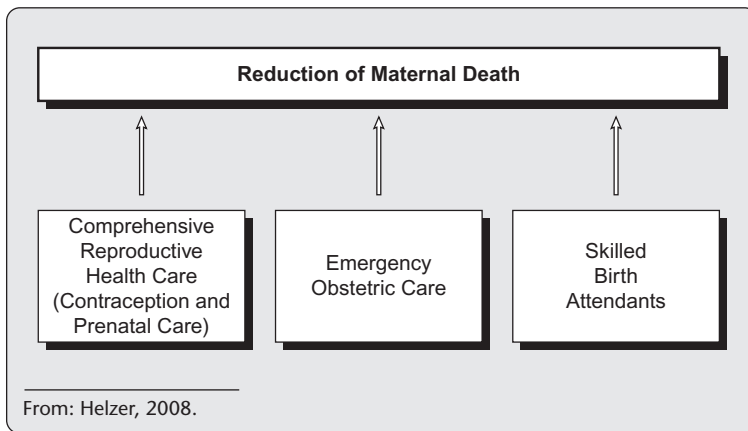 Reduction of Maternal Death
Comprehensive
Reproductive
Health Care
(Contraception and
Prenatal Care)
Emergency
Obstetric Care
Skilled
Birth
Attendants
From: Helzer, 2008.